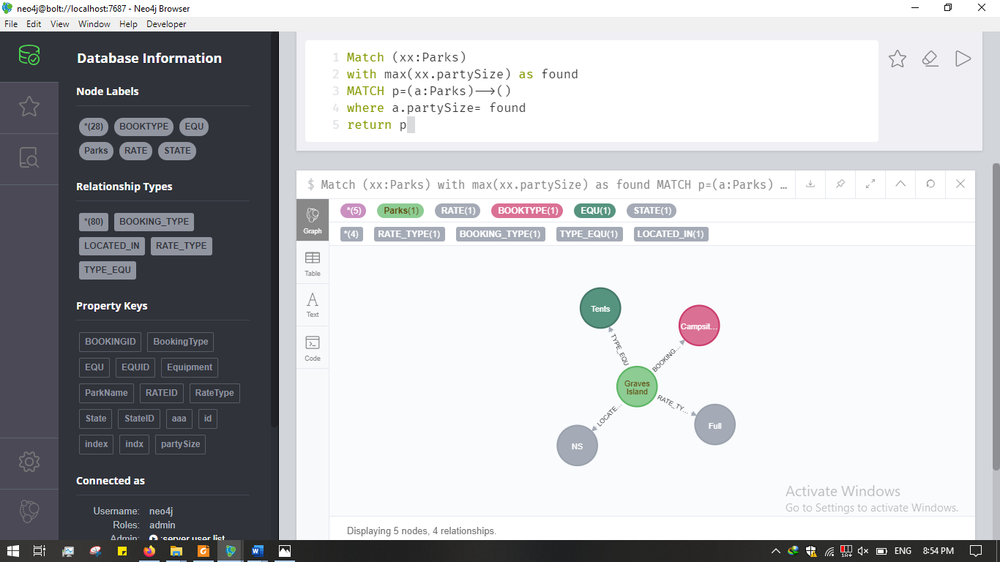 neo4j@bolt://localhost:7687 - Neo4j Browser
File Edit View Window Help Developer
Database Information
Node Labels
*(28) BOOKTYPE EQU
Parks RATE STATE
Relationship Types
*(80) BOOKING_TYPE
LOCATED_IN RATE_TYPE
TYPE_EQU
Property Keys
BOOKINGID BookingType
EQU EQUID Equipment
ParkName RATEID RateType
State StateID aaa id
index indx partySize
Connected as
Username: neo4j
Roles: admin
Admin: :server user list
1 Match (xx:Parks)
2 with max(xx.partySize) as found
3 MATCH p=(a:Parks)-->()
4 where a.partySize= found
5 return p
$ Match (xx:Parks) with max(xx.partySize) as found MATCH p=(a:Parks) …
Graph
Table
Text
Code
*(5) Parks(1) RATE(1) BOOKTYPE(1) EQU(1) STATE(1)
*(4) RATE_TYPE(1) BOOKING_TYPE(1) TYPE_EQU(1) LOCATED_IN(1)
Tents
Campsit…
TYPE_EQU
BOOKING…
Graves
Island
RATE_TY…
LOCATE…
Full
NS
Activate Windows
Go to Settings to activate Windows.
Displaying 5 nodes, 4 relationships.
ENG 8:54 PM